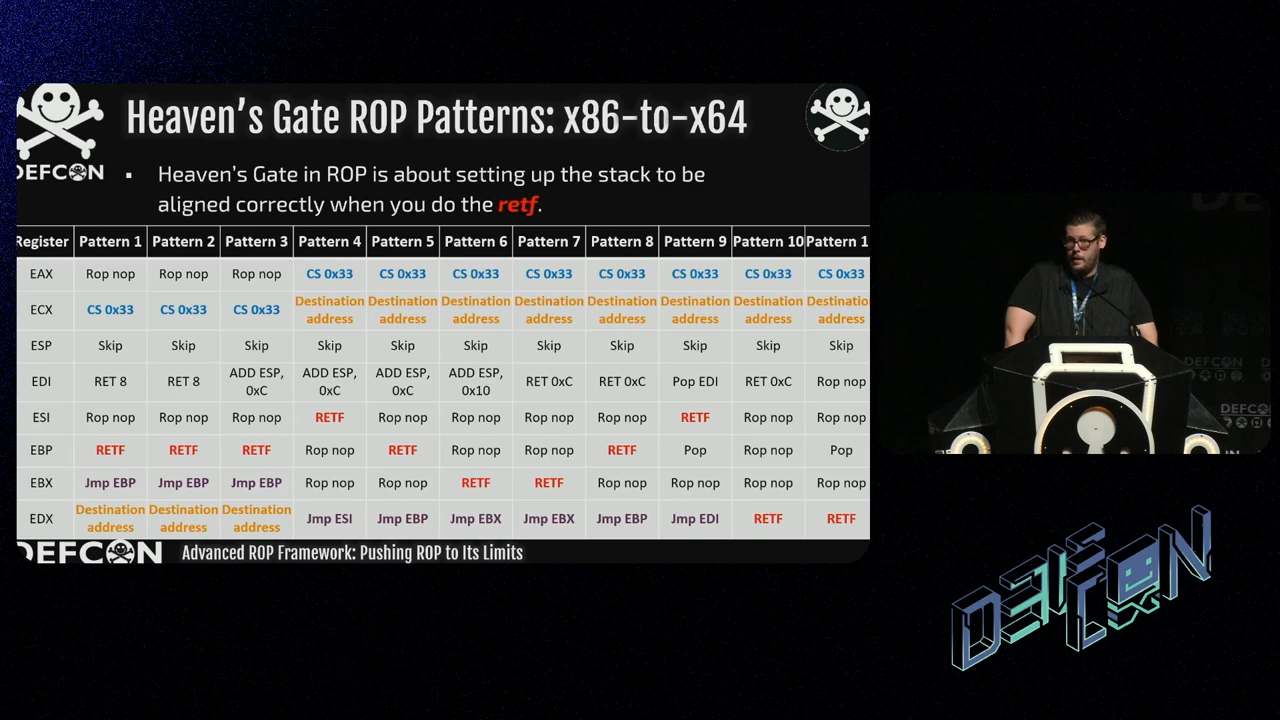 Heaven's Gate ROP Patterns: x86-to-x64
DEFCON
▪ Heaven's Gate in ROP is about setting up the stack to be
aligned correctly when you do the retf.
Register Pattern 1 Pattern 2 Pattern 3 Pattern 4 Pattern 5 Pattern 6 Pattern 7 Pattern 8 Pattern 9 Pattern 10 Pattern 1
EAX Rop nop Rop nop Rop nop CS 0x33 CS 0x33 CS 0x33 CS 0x33 CS 0x33 CS 0x33 CS 0x33 CS 0x33
ECX CS 0x33 CS 0x33 CS 0x33 Destination address Destination address Destination address Destination address Destination address Destination address Destination address Destinatio address
ESP Skip Skip Skip Skip Skip Skip Skip Skip Skip Skip Skip
EDI RET 8 RET 8 ADD ESP, 0xC ADD ESP, 0xC ADD ESP, 0xC ADD ESP, 0x10 RET 0xC RET 0xC Pop EDI RET 0xC Rop nop
ESI Rop nop Rop nop Rop nop RETF Rop nop Rop nop Rop nop Rop nop RETF Rop nop Rop nop
EBP RETF RETF RETF Rop nop RETF Rop nop Rop nop RETF Pop Rop nop Pop
EBX Jmp EBP Jmp EBP Jmp EBP Rop nop Rop nop RETF RETF Rop nop Rop nop Rop nop Rop nop
EDX Destination address Destination address Destination address Jmp ESI Jmp EBP Jmp EBX Jmp EBX Jmp EBP Jmp EDI RETF RETF
DEFCON Advanced ROP Framework: Pushing ROP to Its Limits
DEFCON
DEF CON